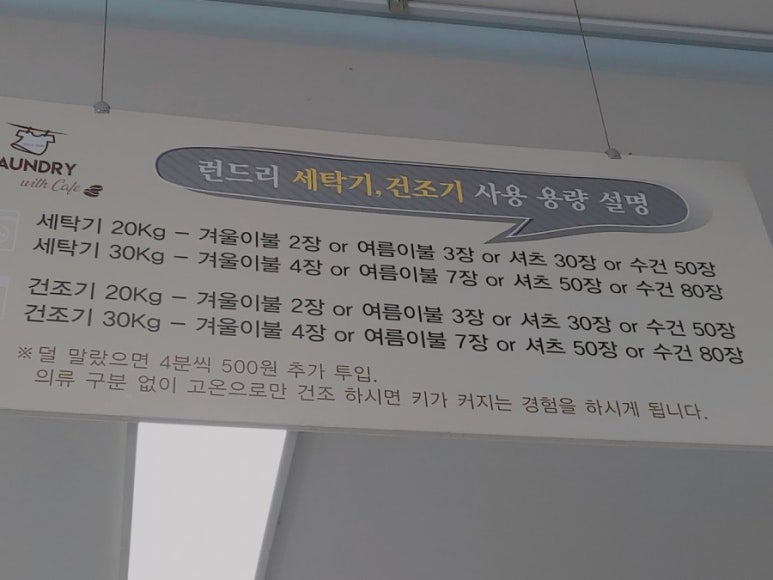 AUNDRY
with Cafe
런드리 세탁기,건조기 사용 용량 설명
세탁기 20Kg – 겨울이불 2장 or 여름이불 3장 or 셔츠 30장 or 수건 50장
세탁기 30Kg – 겨울이불 4장 or 여름이불 7장 or 셔츠 50장 or 수건 80장
건조기 20Kg – 겨울이불 2장 or 여름이불 3장 or 셔츠 30장 or 수건 50장
건조기 30Kg – 겨울이불 4장 or 여름이불 7장 or 셔츠 50장 or 수건 80장
※ 덜 말랐으면 4분씩 500원 추가 투입.
의류 구분 없이 고온으로만 건조 하시면 키가 커지는 경험을 하시게 됩니다.